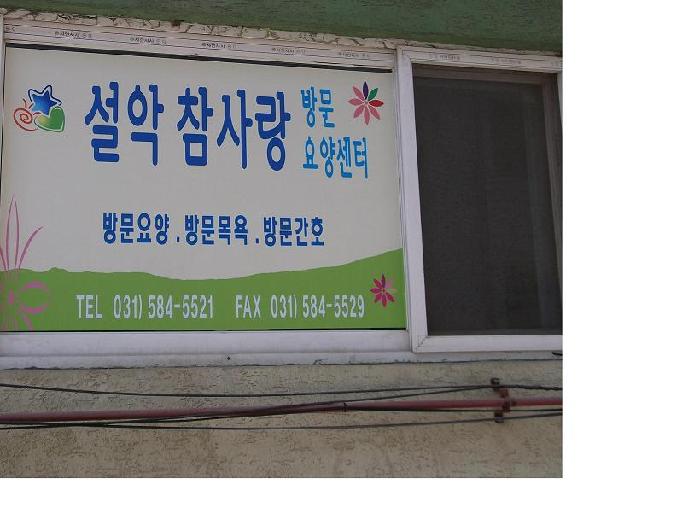 설악 참사랑 방문
요양센터
방문요양 . 방문목욕 . 방문간호
TEL 031) 584-5521 FAX 031) 584-5529